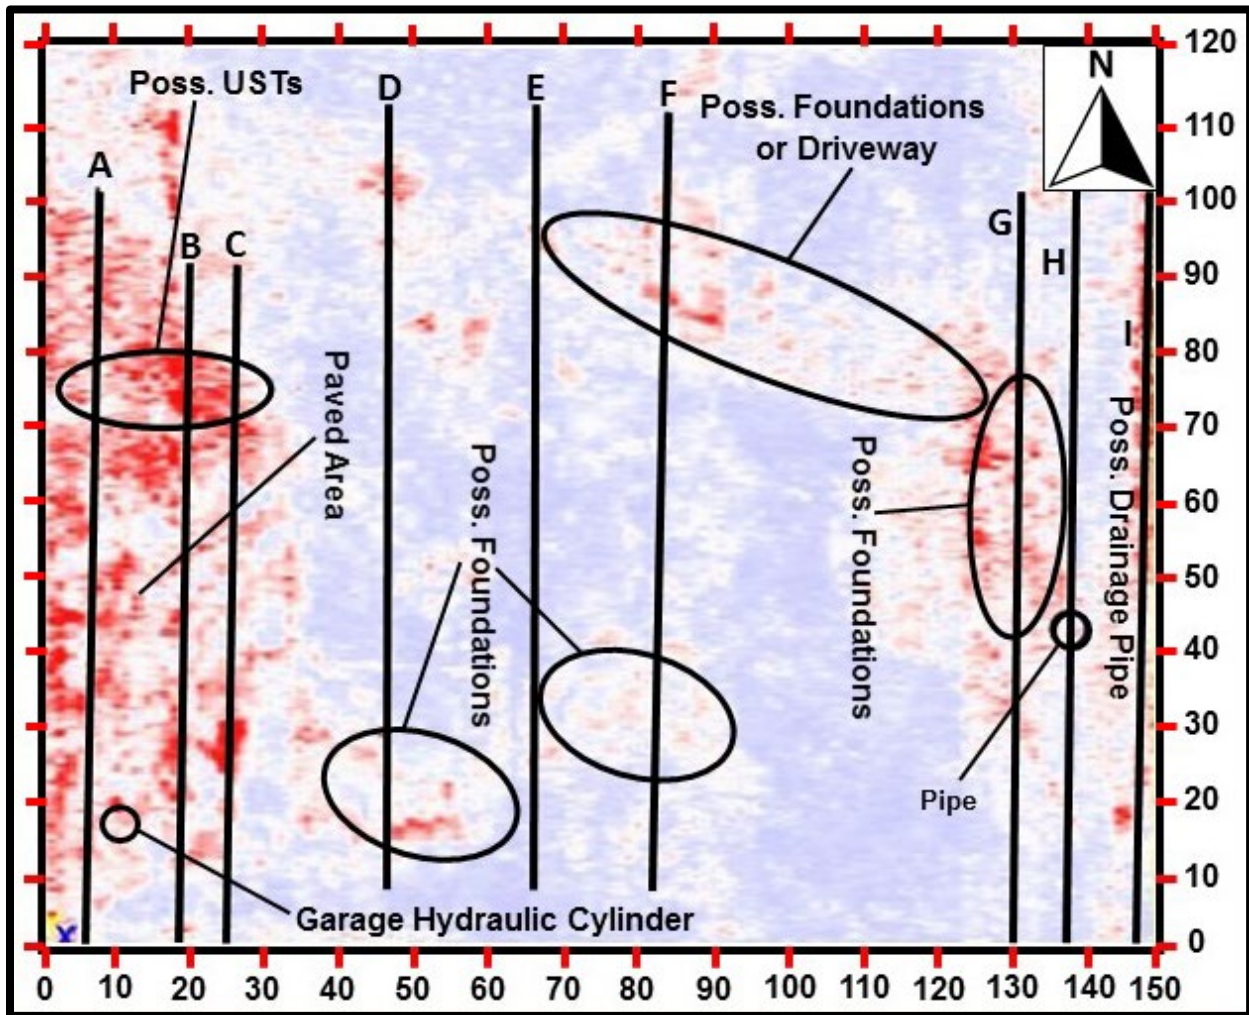 N
Poss. USTs
D
E
F
Poss. Foundations
or Driveway
A
B
C
G
H
I
Paved Area
Poss. Foundations
Poss. Foundations
Poss. Drainage Pipe
Pipe
Garage Hydraulic Cylinder
x
120
110
100
90
80
70
60
50
40
30
20
10
0
0 10 20 30 40 50 60 70 80 90 100 110 120 130 140 150